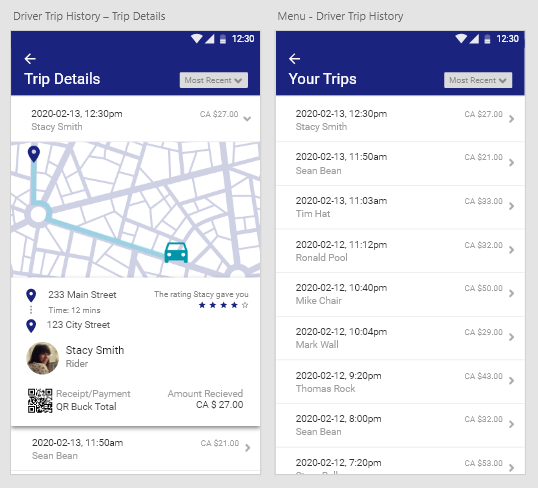 Driver Trip History – Trip Details
12:30
Trip Details
Most Recent
2020-02-13, 12:30pm
CA $27.00
Stacy Smith
233 Main Street
The rating Stacy gave you
Time: 12 mins
123 City Street
Stacy Smith
Rider
Receipt/Payment
Amount Recieved
QR Buck Total
CA $ 27.00
2020-02-13, 11:50am
CA $21.00
Sean Bean
Menu - Driver Trip History
12:30
Your Trips
Most Recent
2020-02-13, 12:30pm
CA $27.00
Stacy Smith
2020-02-13, 11:50am
CA $21.00
Sean Bean
2020-02-13, 11:03am
CA $33.00
Tim Hat
2020-02-12, 11:12pm
CA $32.00
Ronald Pool
2020-02-12, 10:40pm
CA $50.00
Mike Chair
2020-02-12, 10:04pm
CA $29.00
Mark Wall
2020-02-12, 9:20pm
CA $43.00
Thomas Rock
2020-02-12, 8:00pm
CA $32.00
Sean Bean
2020-02-12, 7:20pm
CA $53.00